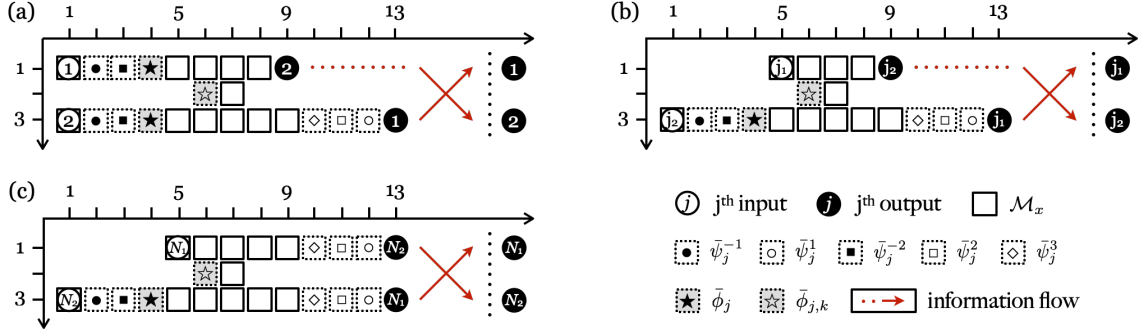 (a)
1 5 9 13
1 1 2 1
3 2 1 2
(b)
1 5 9 13
1 j₁ j₂ j₁
3 j₂ j₁ j₂
(c)
1 5 9 13
1 N₁ N₂ N₁
3 N₂ N₁ N₂
j jᵗʰ input j jᵗʰ output ℳₓ
ψ̄ⱼ⁻¹ ψ̄ⱼ¹ ψ̄ⱼ⁻² ψ̄ⱼ² ψ̄ⱼ³
ϕ̄ⱼ ϕ̄ⱼ,ₖ information flow